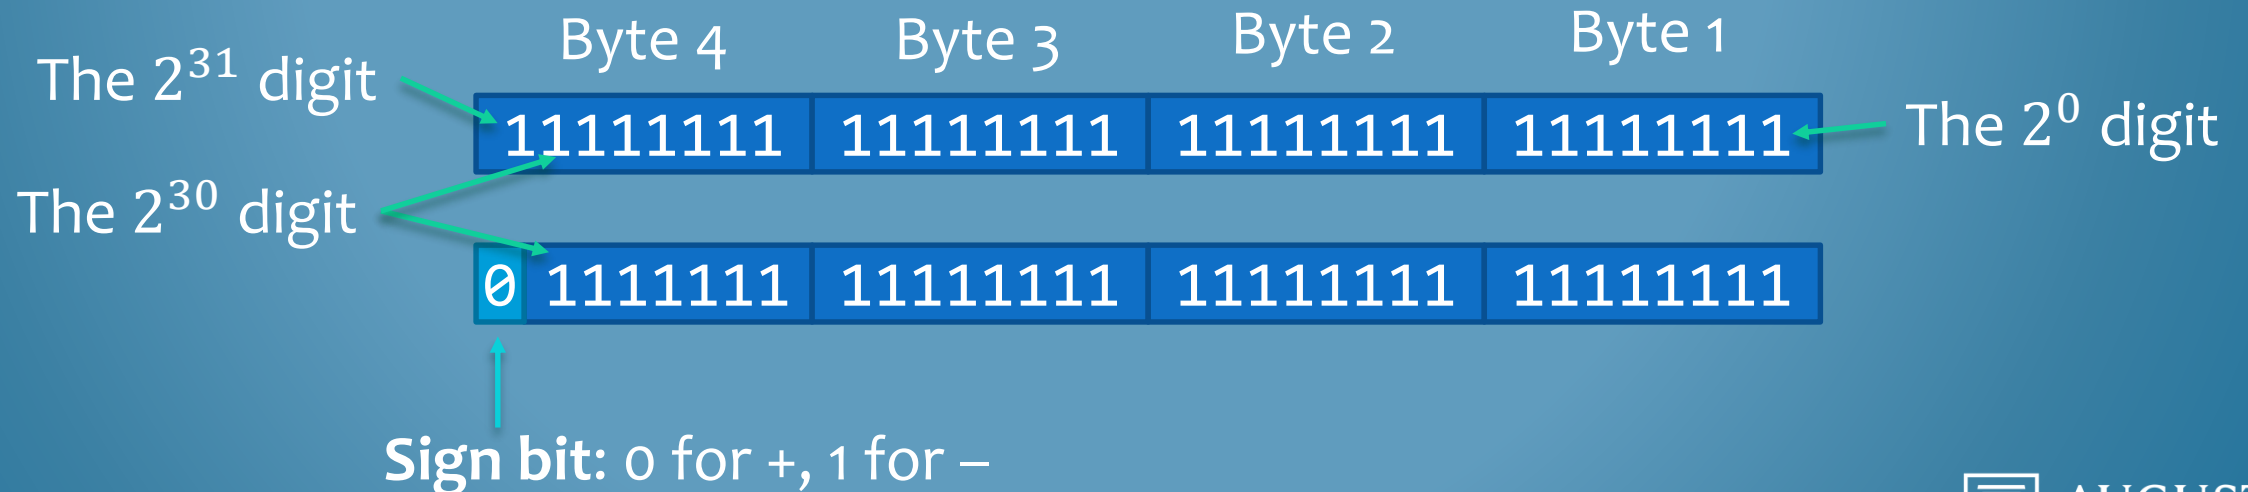 Byte 4 Byte 3 Byte 2 Byte 1
The 2³¹ digit
11111111 11111111 11111111 11111111
The 2⁰ digit
The 2³⁰ digit
0 1111111 11111111 11111111 11111111
Sign bit: 0 for +, 1 for –